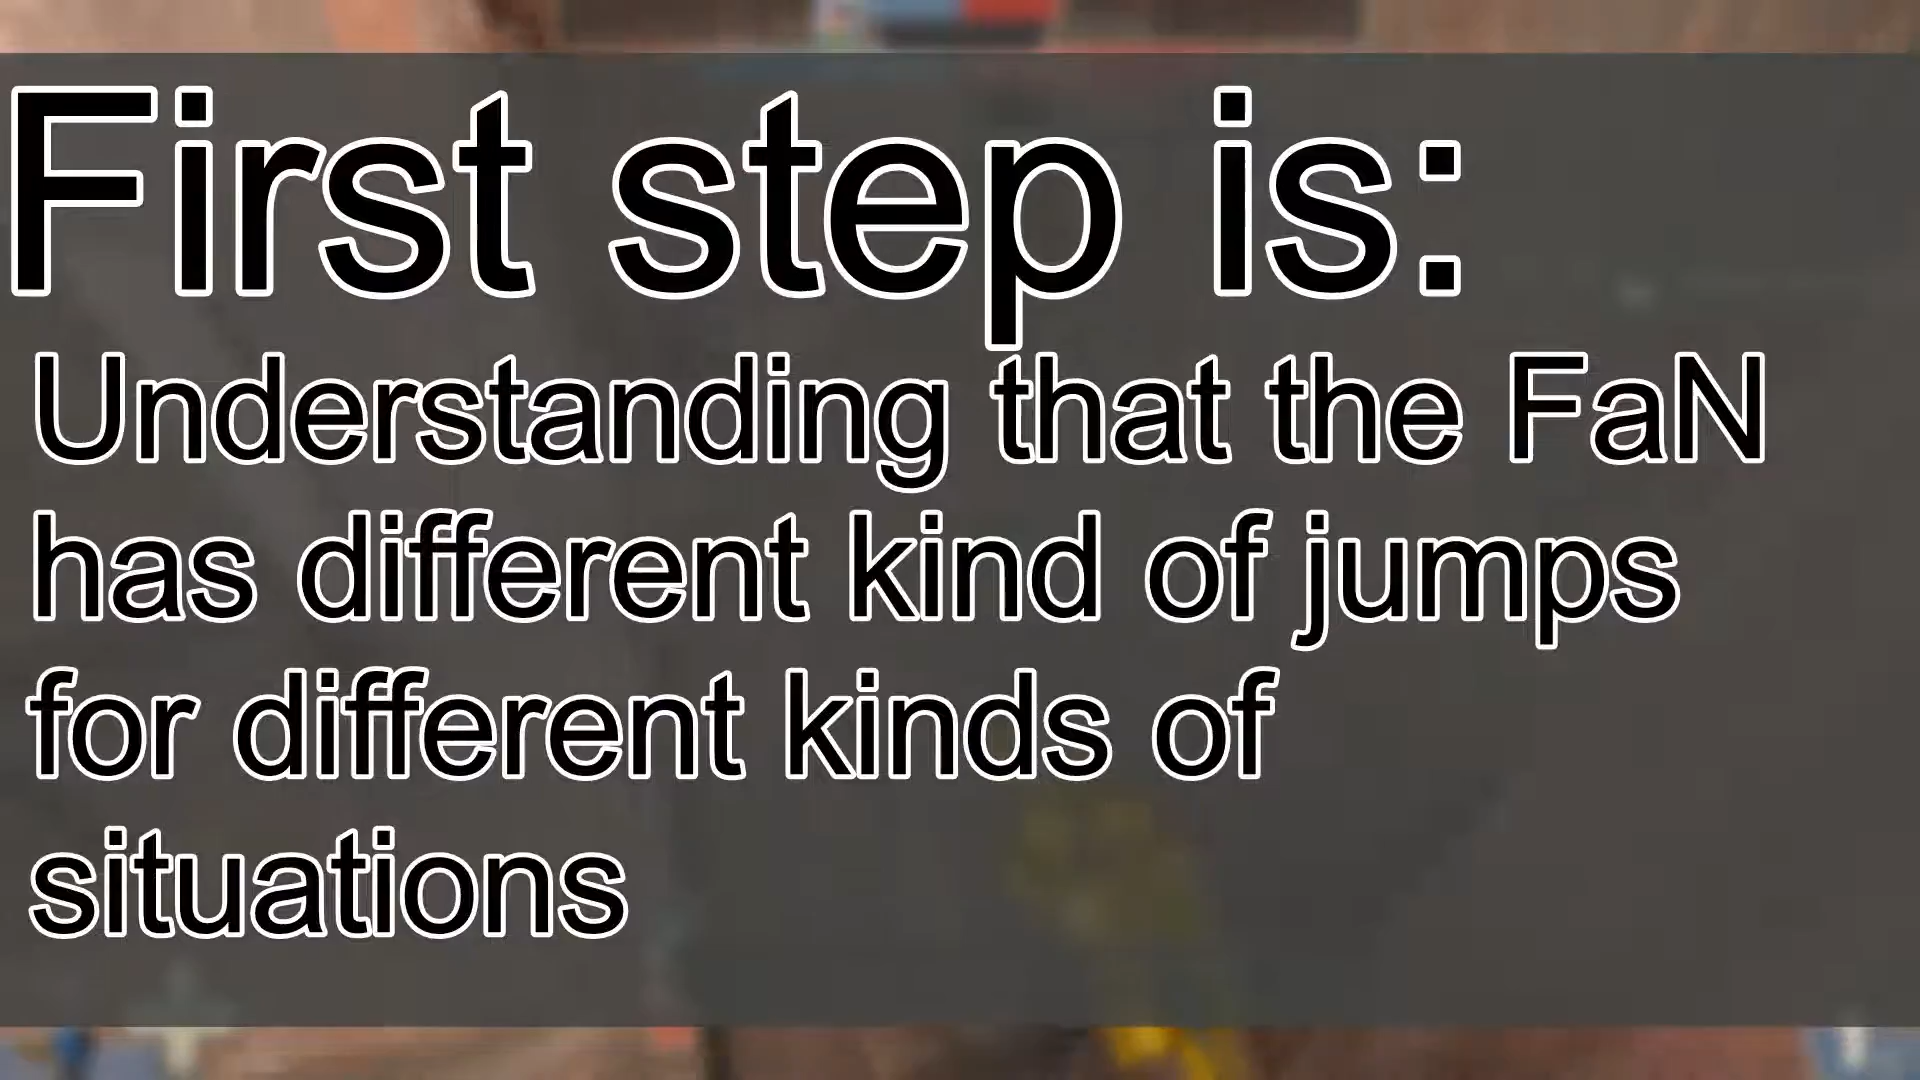 First step is:
Understanding that the FaN
has different kind of jumps
for different kinds of
situations